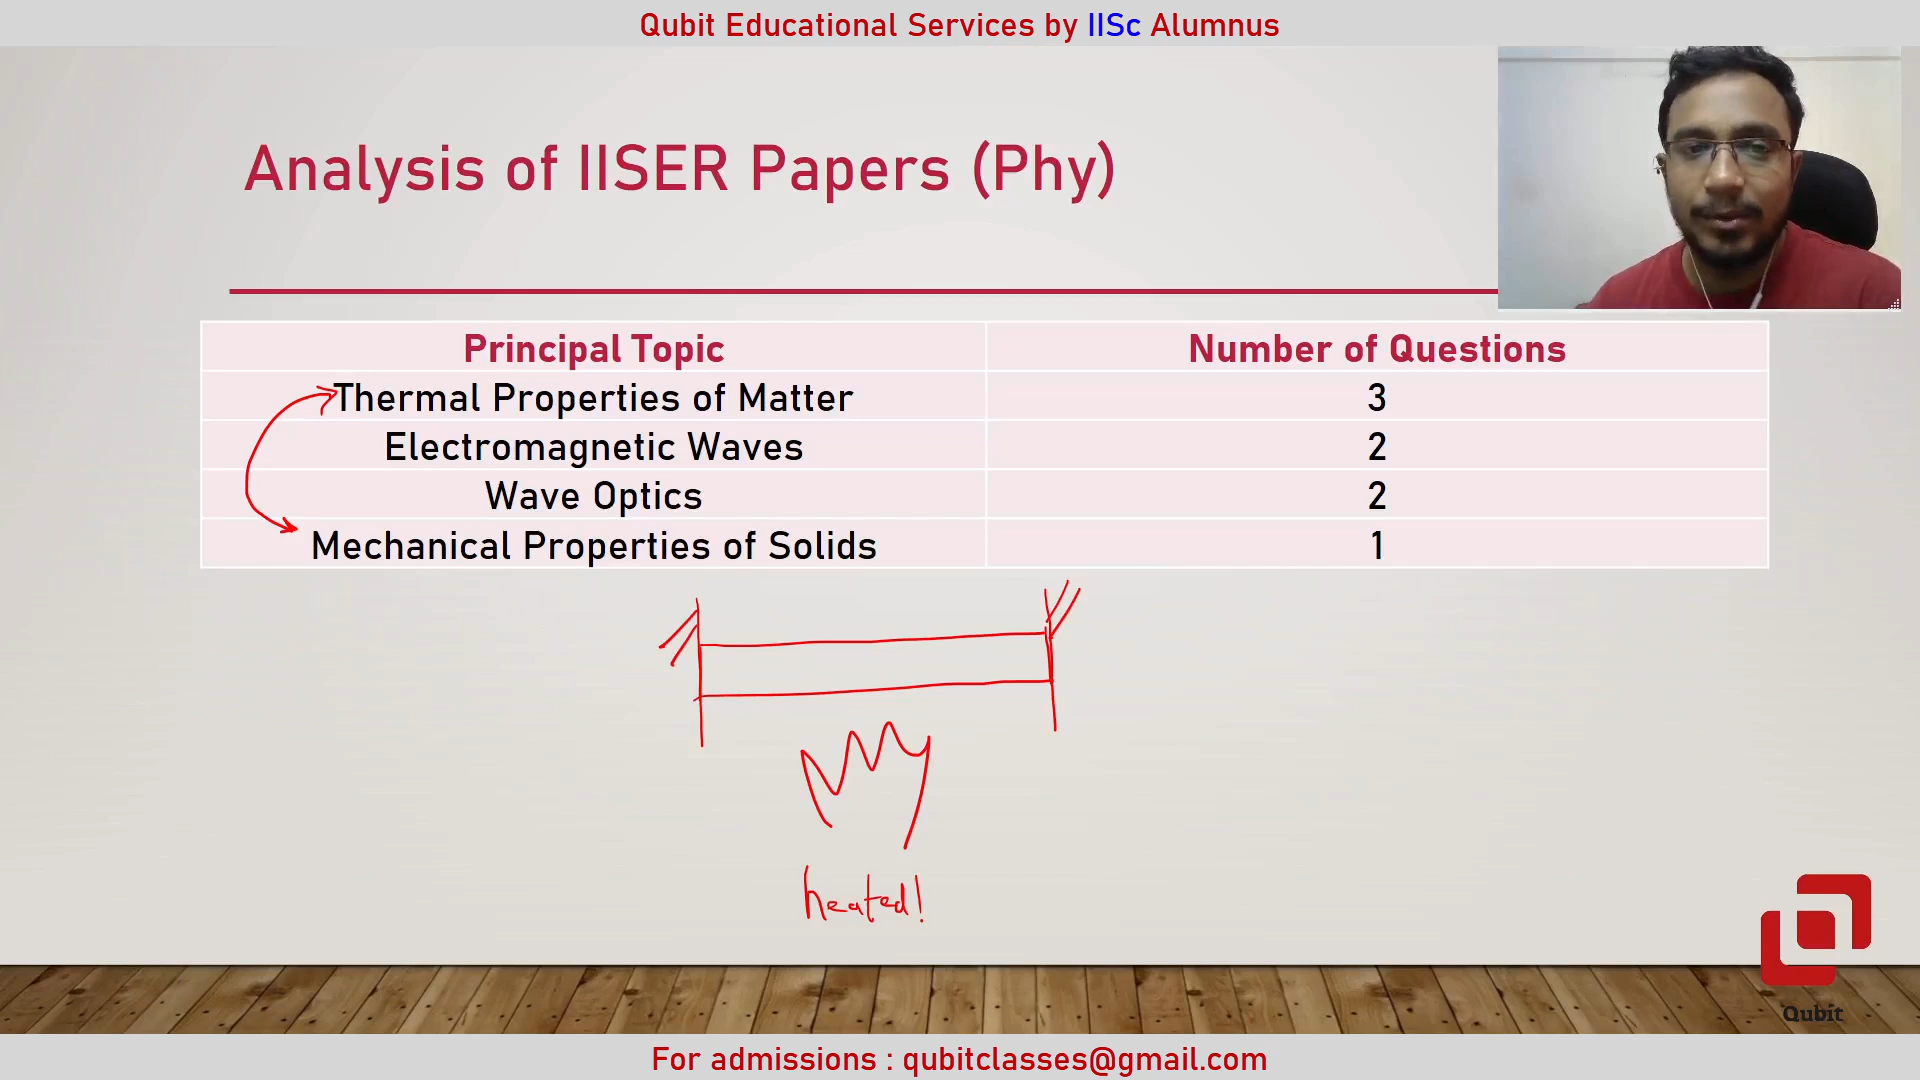 Qubit Educational Services by IISc Alumnus
Analysis of IISER Papers (Phy)
Principal Topic Number of Questions
Thermal Properties of Matter 3
Electromagnetic Waves 2
Wave Optics 2
Mechanical Properties of Solids 1
heated!
Qubit
For admissions : qubitclasses@gmail.com